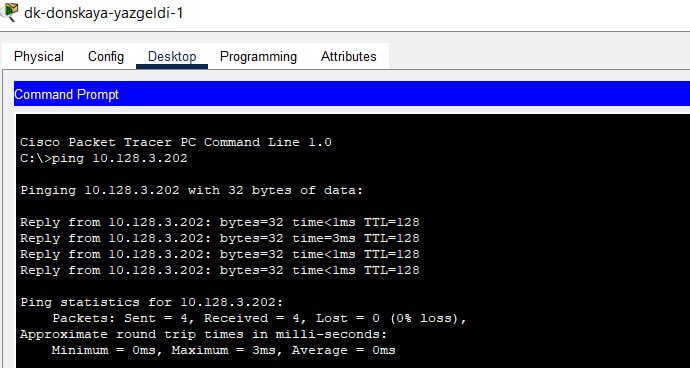 dk-donskaya-yazgeldi-1
Physical Config Desktop Programming Attributes
Command Prompt
Cisco Packet Tracer PC Command Line 1.0
C:\>ping 10.128.3.202
Pinging 10.128.3.202 with 32 bytes of data:
Reply from 10.128.3.202: bytes=32 time<1ms TTL=128
Reply from 10.128.3.202: bytes=32 time=3ms TTL=128
Reply from 10.128.3.202: bytes=32 time<1ms TTL=128
Reply from 10.128.3.202: bytes=32 time<1ms TTL=128
Ping statistics for 10.128.3.202:
Packets: Sent = 4, Received = 4, Lost = 0 (0% loss),
Approximate round trip times in milli-seconds:
Minimum = 0ms, Maximum = 3ms, Average = 0ms